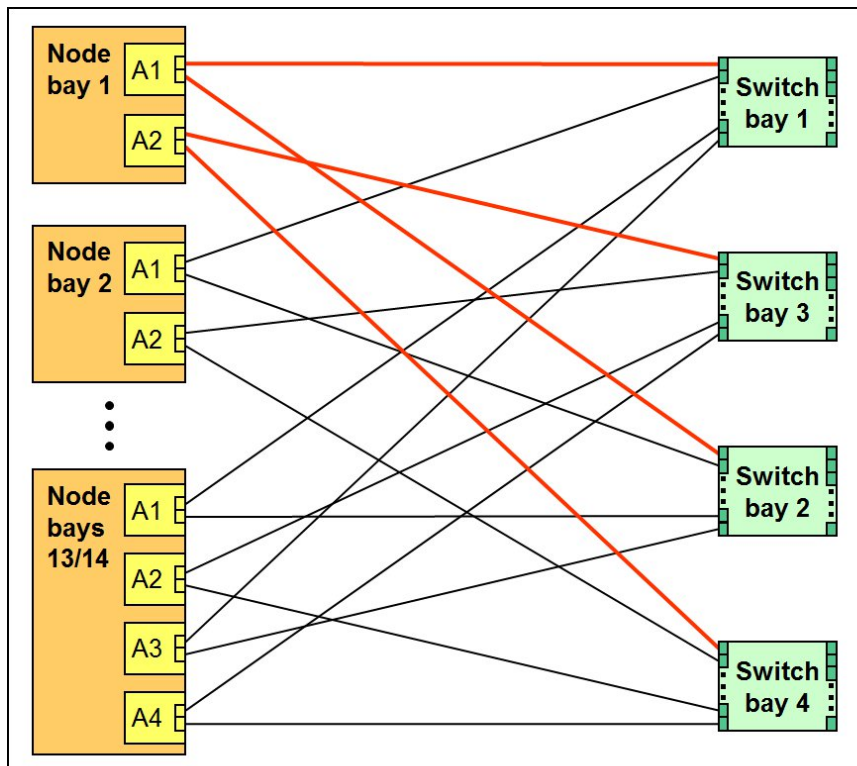 Node
bay 1
A1
A2
Node
bay 2
A1
A2
Node
bays
13/14
A1
A2
A3
A4
Switch
bay 1
Switch
bay 3
Switch
bay 2
Switch
bay 4